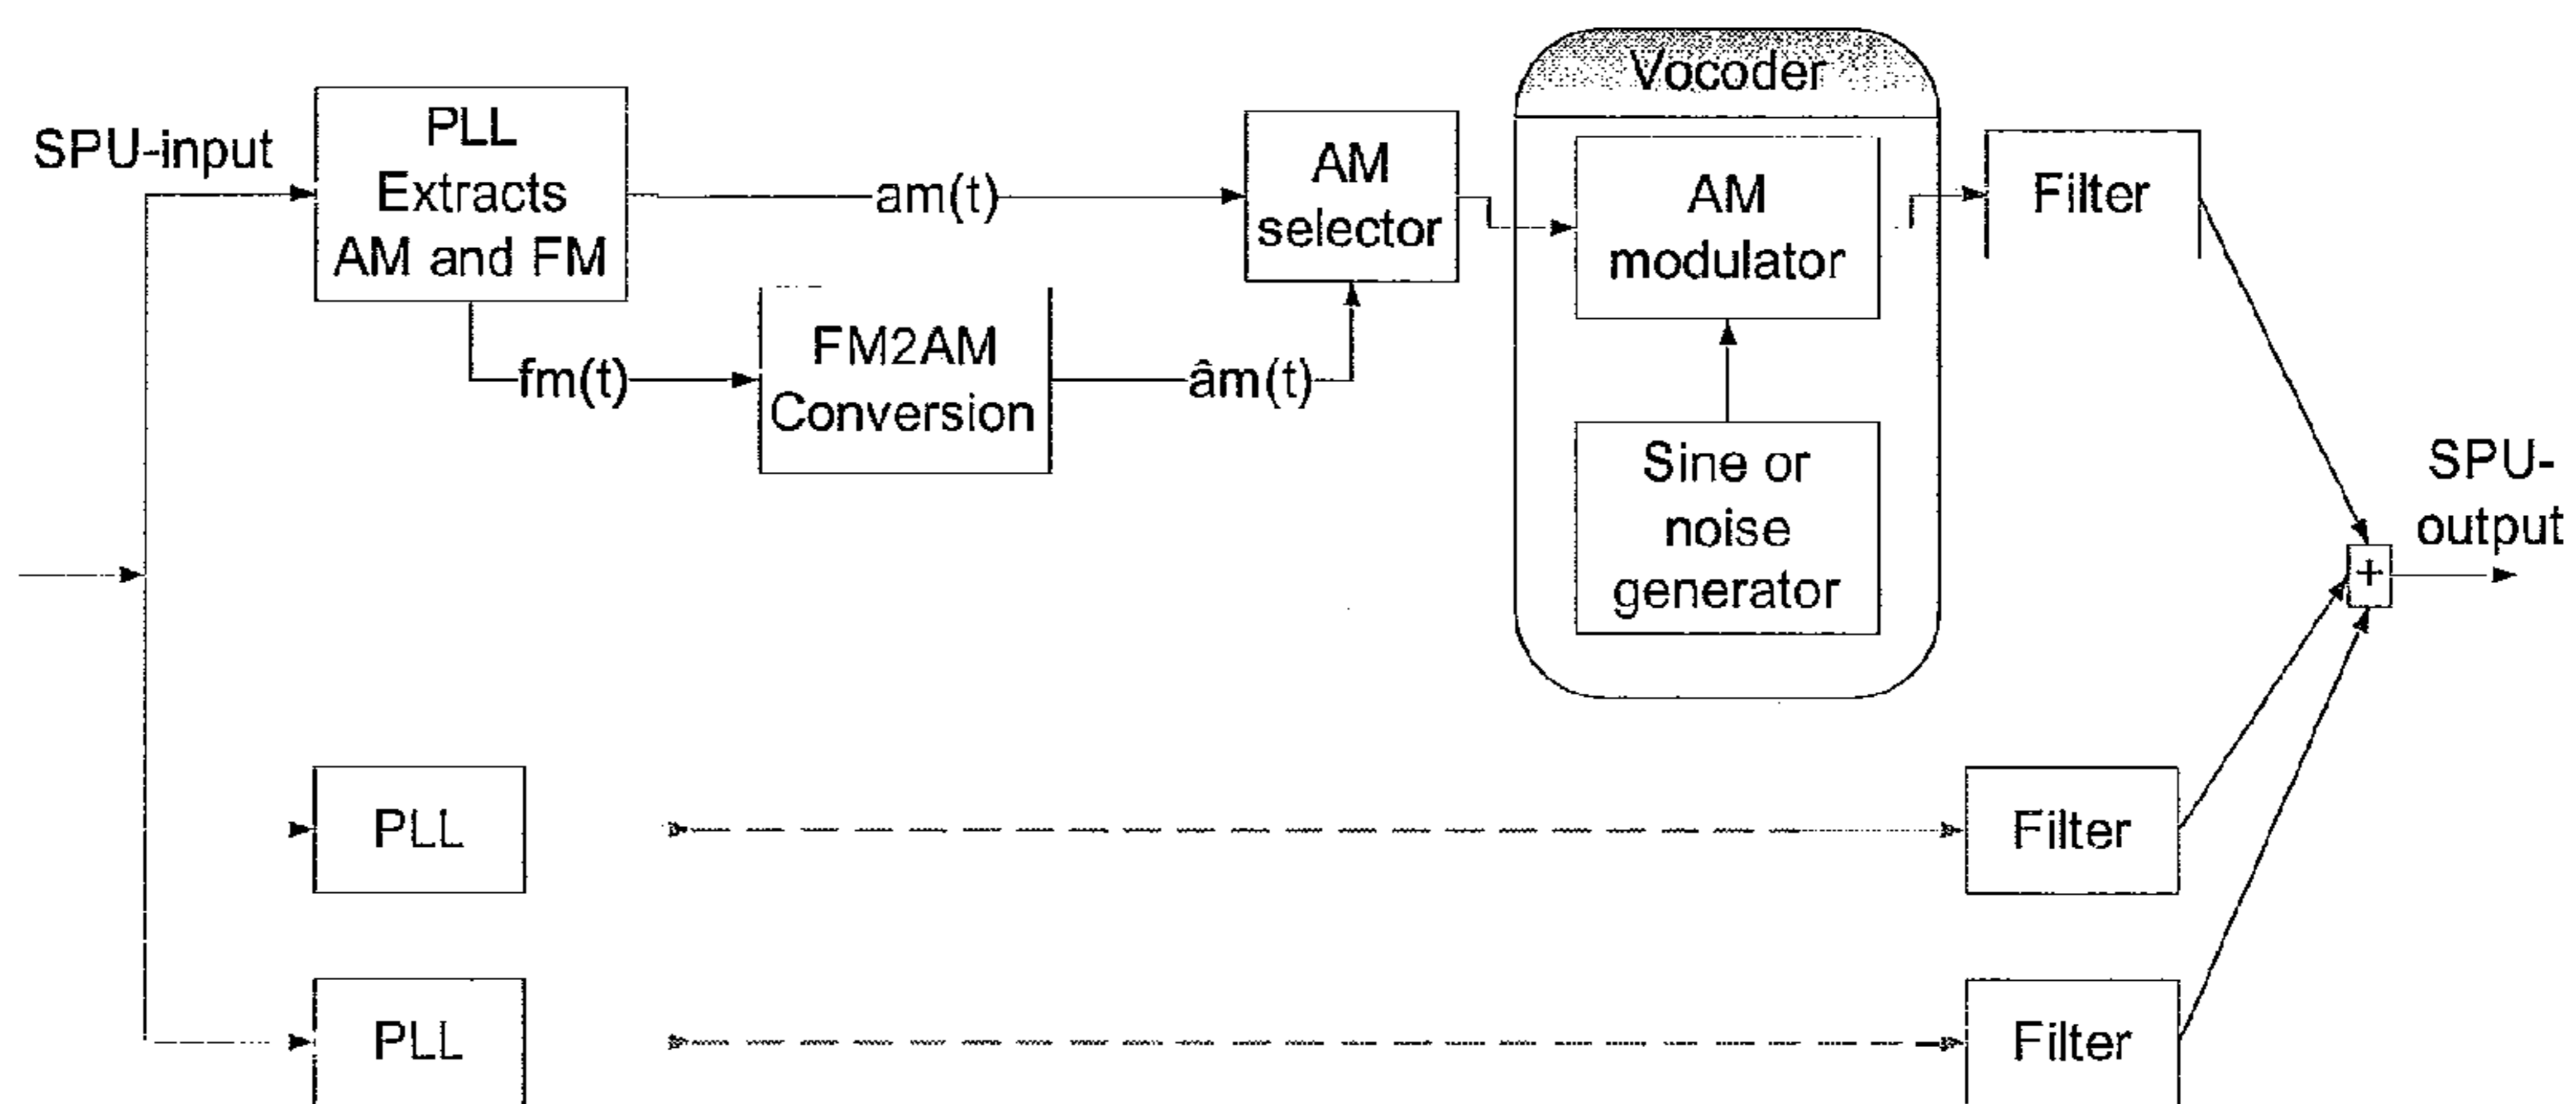 Vocoder
SPU-input
PLL
Extracts
AM and FM
am(t)
AM
selector
AM
modulator
Filter
fm(t)
FM2AM
Conversion
âm(t)
Sine or
noise
generator
SPU-
output
+
PLL
Filter
PLL
Filter